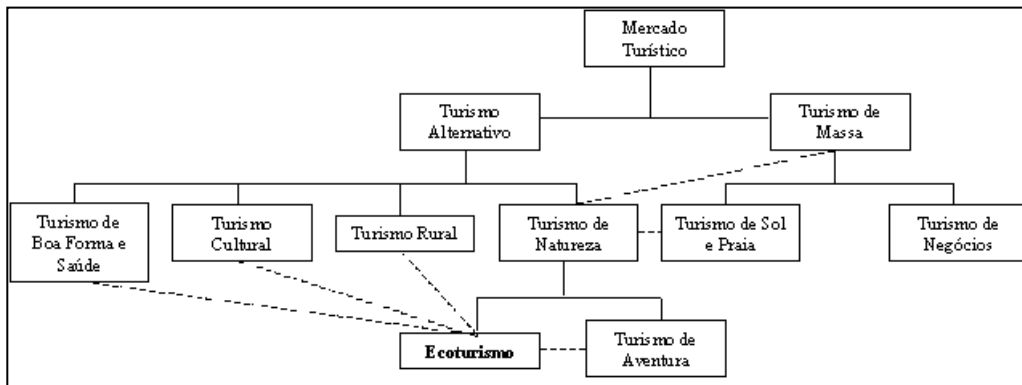 Mercado
Turístico
Turismo
Alternativo
Turismo de
Massa
Turismo de
Boa Forma e
Saúde
Turismo
Cultural
Turismo Rural
Turismo de
Natureza
Turismo de Sol
e Praia
Turismo de
Negócios
Ecoturismo
Turismo de
Aventura